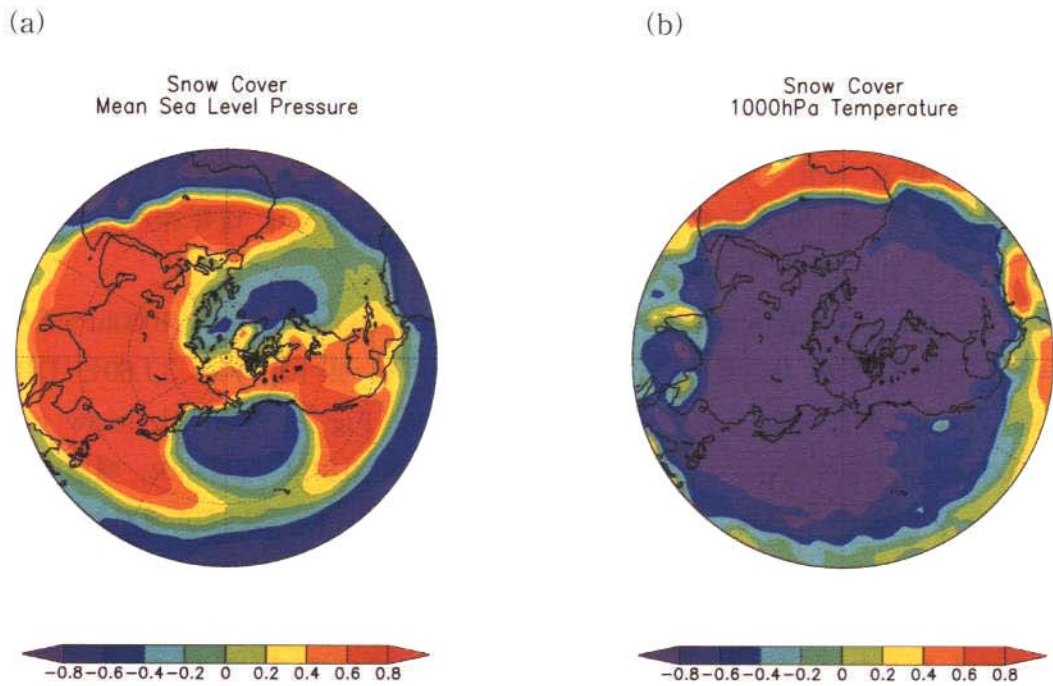 (a)
Snow Cover
Mean Sea Level Pressure
-0.8 -0.6 -0.4 -0.2 0 0.2 0.4 0.6 0.8
(b)
Snow Cover
1000hPa Temperature
-0.8 -0.6 -0.4 -0.2 0 0.2 0.4 0.6 0.8